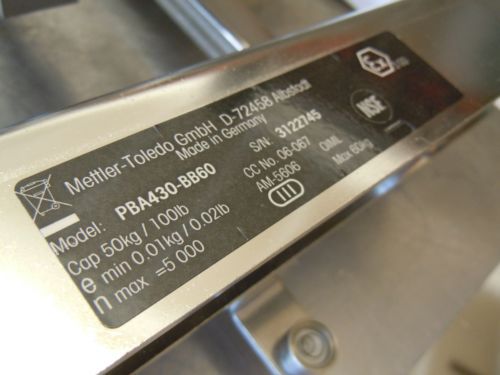 Mettler-Toledo GmbH D-72458 Albstadt
Made in Germany
Model: PBA430-BB60
S/N: 3122745
Cap 50kg / 100lb
CC No. 06-067
OIML
e min 0.01kg / 0.02lb
AM-5606
Max 60kg
n max =5 000
III
Ex
NSF